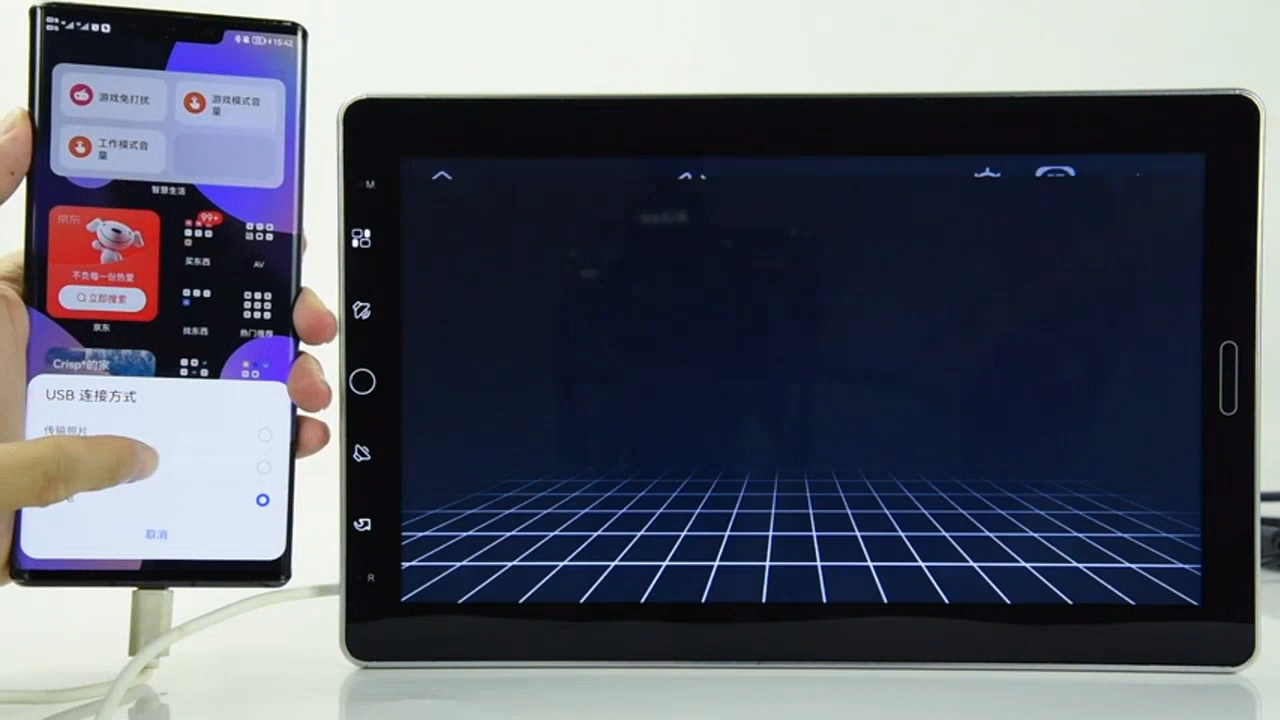 15:42
游戏免打扰
游戏模式音
量
工作模式音
量
智慧生活
京东
99+
不负每一份热爱
立即搜索
买东西
AV
京东
找东西
热门推荐
Crisp*的家
USB 连接方式
传输照片
取消
M
R